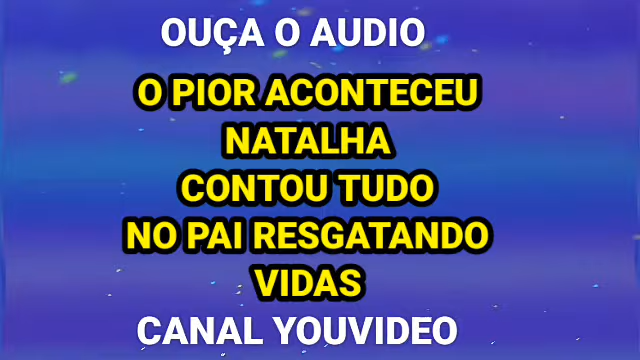 OUÇA O AUDIO
O PIOR ACONTECEU
NATALHA
CONTOU TUDO
NO PAI RESGATANDO
VIDAS
CANAL YOUVIDEO